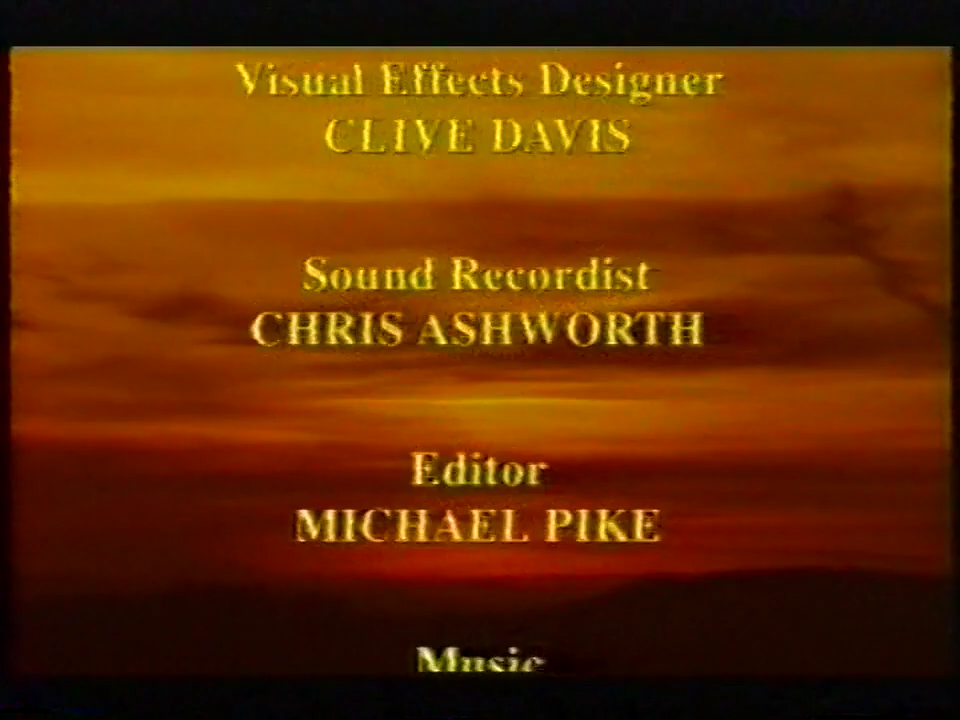 Visual Effects Designer
CLIVE DAVIS
Sound Recordist
CHRIS ASHWORTH
Editor
MICHAEL PIKE
Music